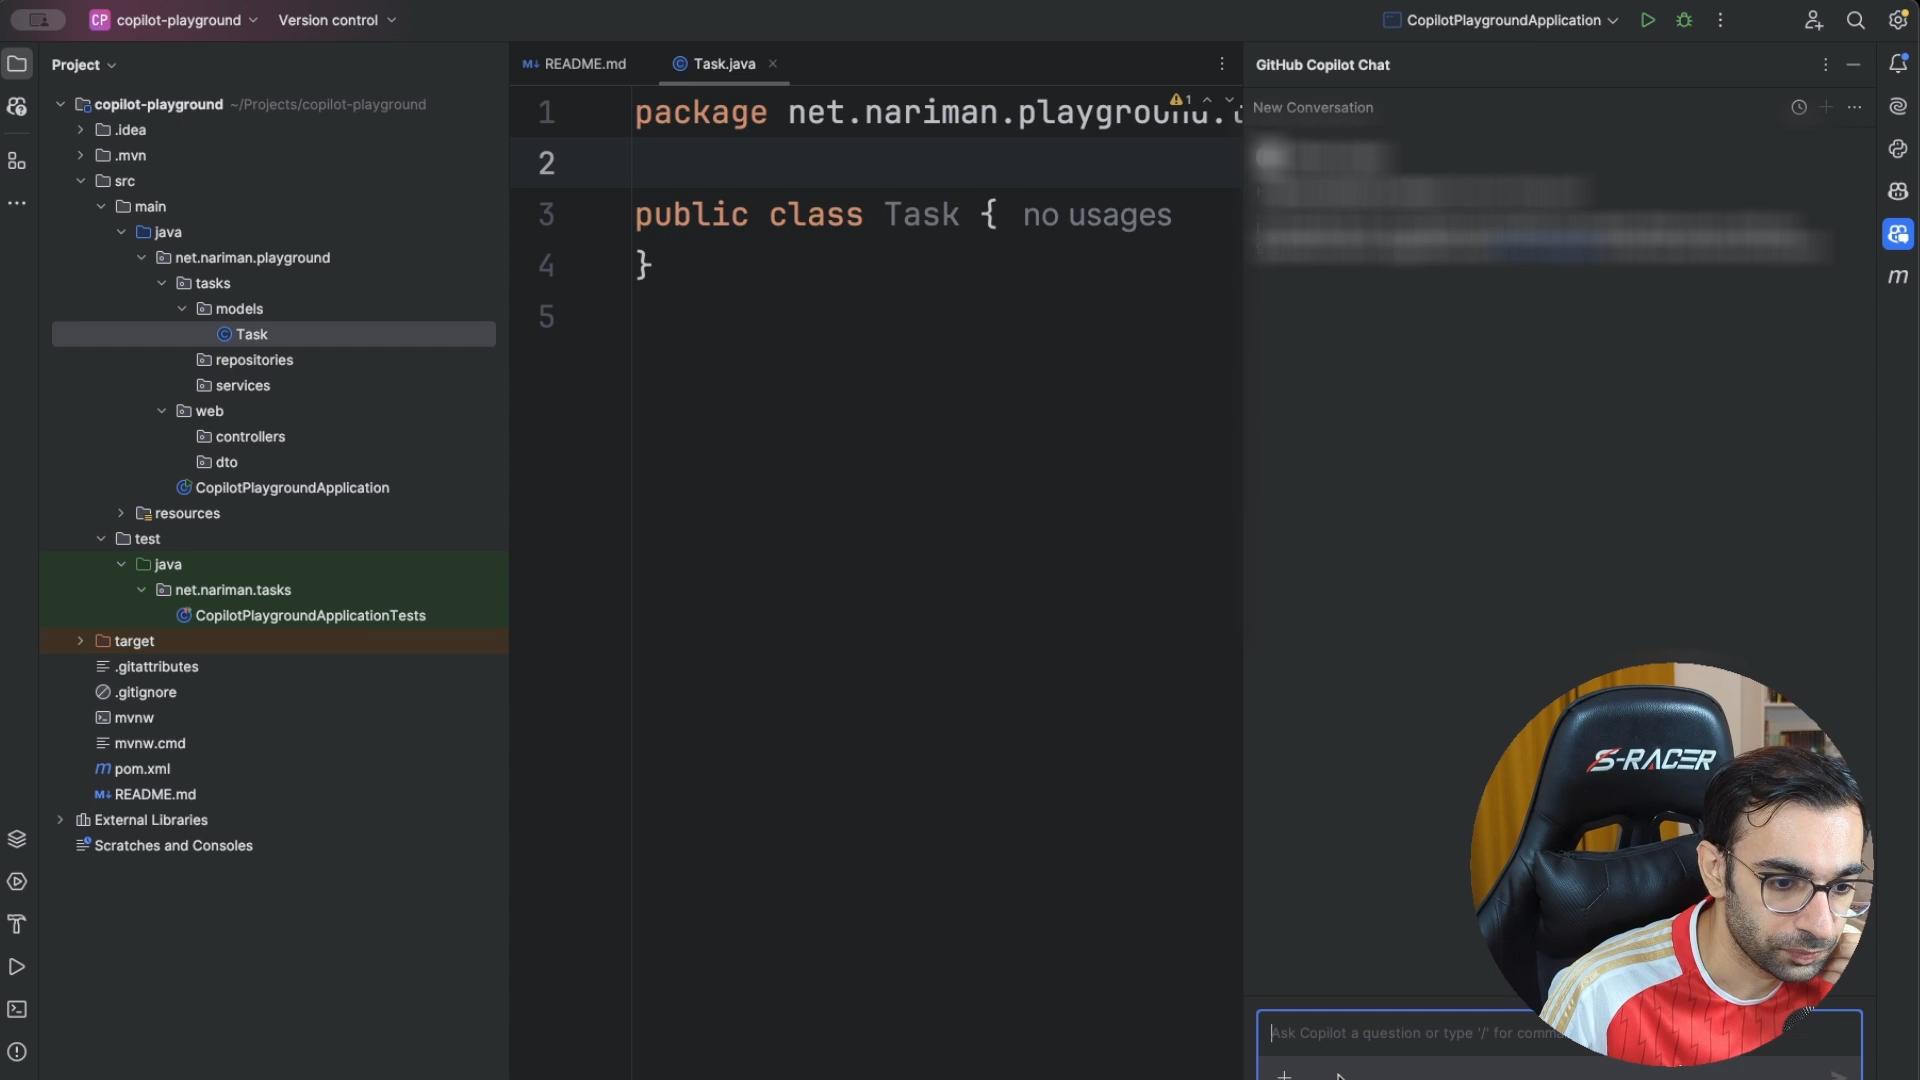 CP copilot-playground
Version control
CopilotPlaygroundApplication
Project
copilot-playground ~/Projects/copilot-playground
.idea
.mvn
src
main
java
net.nariman.playground
tasks
models
Task
repositories
services
web
controllers
dto
CopilotPlaygroundApplication
resources
test
java
net.nariman.tasks
CopilotPlaygroundApplicationTests
target
.gitattributes
.gitignore
mvnw
mvnw.cmd
pom.xml
README.md
External Libraries
Scratches and Consoles
README.md
Task.java
1 package net.nariman.playground.
1
2
3 public class Task { no usages
4 }
5
GitHub Copilot Chat
New Conversation
S-RACER
Ask Copilot a question or type '/' for